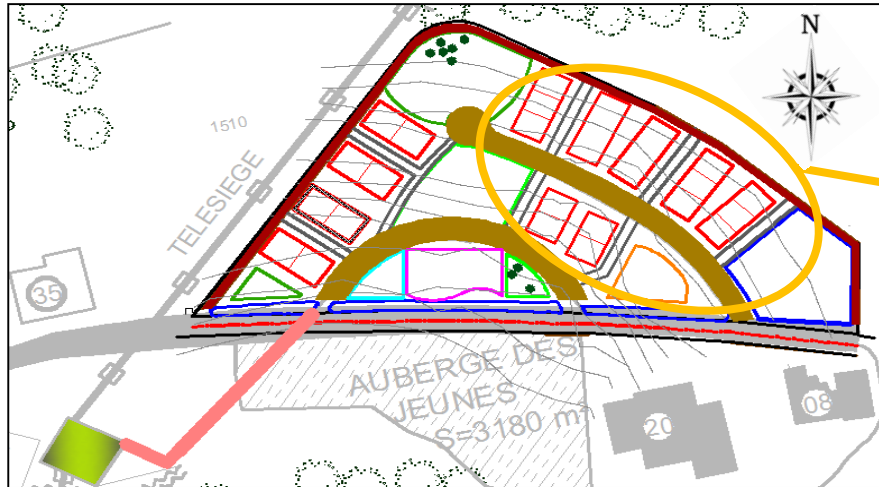 N
1510
TELESIEGE
35
AUBERGE DES
JEUNES
S=3180 m²
20
08